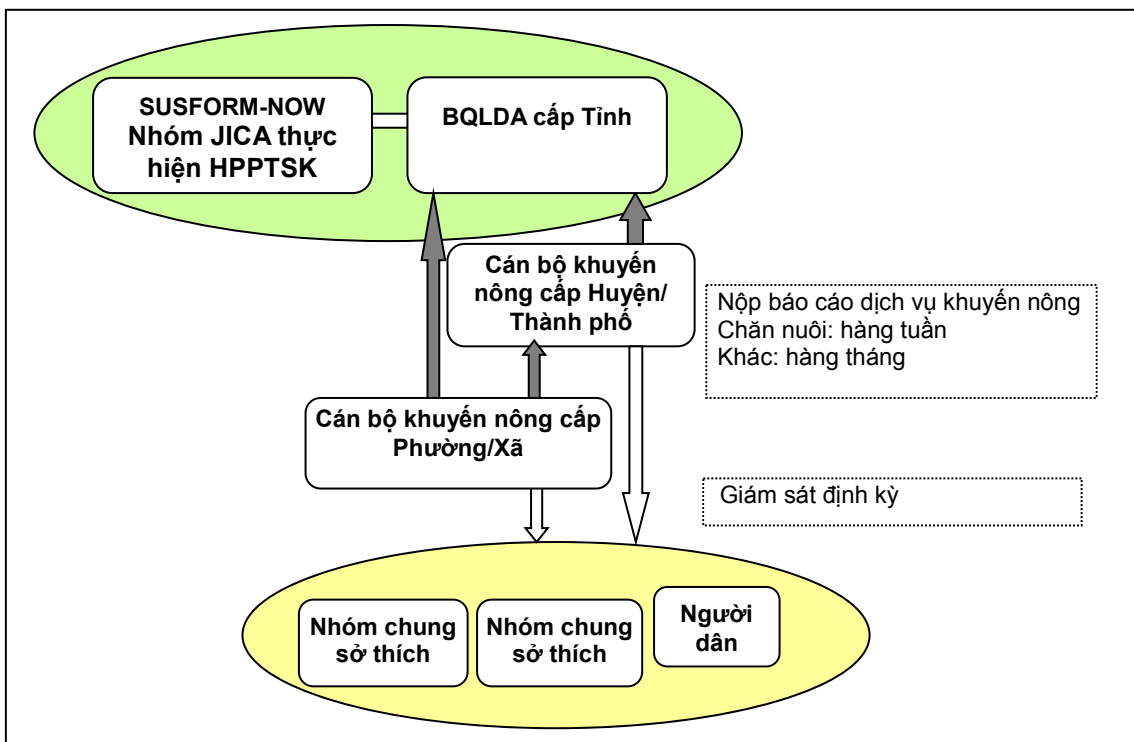 SUSFORM-NOW
Nhóm JICA thực
hiện HPPTSK
BQLDA cấp Tỉnh
Cán bộ khuyến
nông cấp Huyện/
Thành phố
Nộp báo cáo dịch vụ khuyến nông
Chăn nuôi: hàng tuần
Khác: hàng tháng
Cán bộ khuyến nông cấp
Phường/Xã
Giám sát định kỳ
Nhóm chung
sở thích
Nhóm chung
sở thích
Người
dân